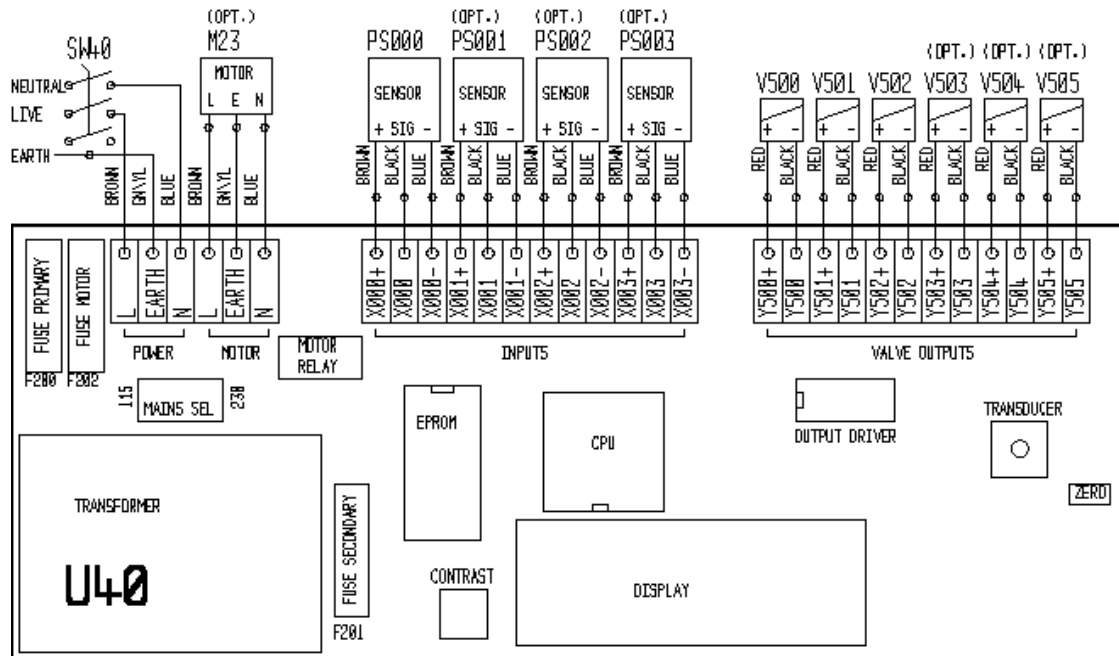 (OPT.) (OPT.) (OPT.) (OPT.)
SW40 M23 PS000 PS001 PS002 PS003
(OPT.) (OPT.) (OPT.)
V500 V501 V502 V503 V504 V505
NEUTRAL MOTOR SENSOR SENSOR SENSOR SENSOR
LIVE L E N
+ SIG - + SIG - + SIG - + SIG - + - + - + - + - + - + -
EARTH
BROWN GN\YL BLUE BROWN GN\YL BLUE BROWN BLACK BLUE BROWN BLACK BLUE BROWN BLACK BLUE BROWN BLACK BLUE RED BLACK RED BLACK RED BLACK RED BLACK RED BLACK RED BLACK
FUSE PRIMARY FUSE MOTOR L EARTH N L EARTH N X000+ X000 X000- X001+ X001 X001- X002+ X002 X002- X003+ X003 X003- Y500+ Y500 Y501+ Y501 Y502+ Y502 Y503+ Y503 Y504+ Y504 Y505+ Y505
POWER MOTOR MOTOR RELAY INPUTS VALVE OUTPUTS
F200 F202
115 MAINS SEL 230
EPROM CPU OUTPUT DRIVER TRANSDUCER
ZERO
TRANSFORMER
FUSE SECONDARY
U40
CONTRAST DISPLAY
F201